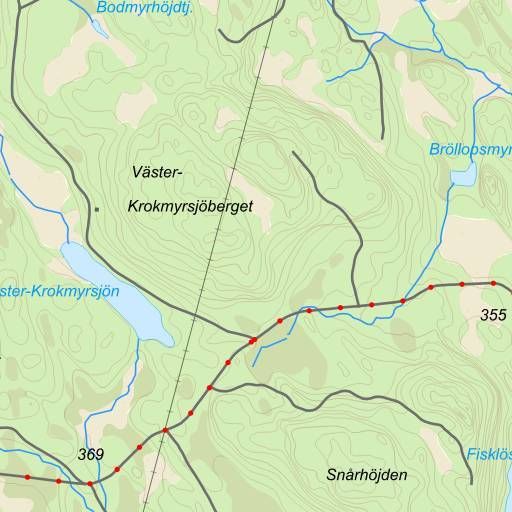 Bodmyrhöjdtj.
Bröllopsmyr
Väster-
Krokmyrsjöberget
ster-Krokmyrsjön
355
369
Snårhöjden
Fisklös